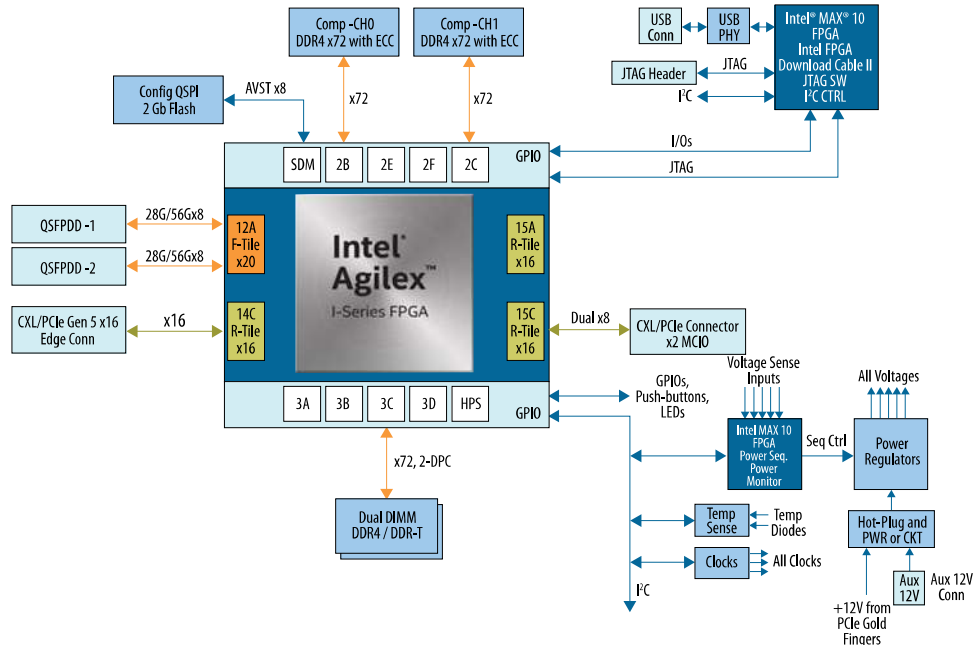 Comp -CH0
DDR4 x72 with ECC
Comp -CH1
DDR4 x72 with ECC
USB
Conn
USB
PHY
Intel® MAX® 10
FPGA
Intel FPGA
Download Cable II
JTAG SW
I²C CTRL
JTAG Header
JTAG
I²C
Config QSPI
2 Gb Flash
AVST x8
x72
x72
I/Os
JTAG
SDM
2B
2E
2F
2C
GPIO
QSFPDD -1
28G/56Gx8
QSFPDD -2
28G/56Gx8
12A
F-Tile
x20
15A
R-Tile
x16
Intel®
Agilex™
I-Series FPGA
CXL/PCIe Gen 5 x16
Edge Conn
x16
14C
R-Tile
x16
15C
R-Tile
x16
Dual x8
CXL/PCIe Connector
x2 MCIO
3A
3B
3C
3D
HPS
GPIO
GPIOs,
Push-buttons,
LEDs
Voltage Sense
Inputs
All Voltages
Intel MAX 10
FPGA
Power Seq.
Power
Monitor
Seq Ctrl
Power
Regulators
x72, 2-DPC
Dual DIMM
DDR4 / DDR-T
Temp
Sense
Temp
Diodes
Hot-Plug and
PWR or CKT
Clocks
All Clocks
I²C
Aux
12V
Aux 12V
Conn
+12V from
PCIe Gold
Fingers